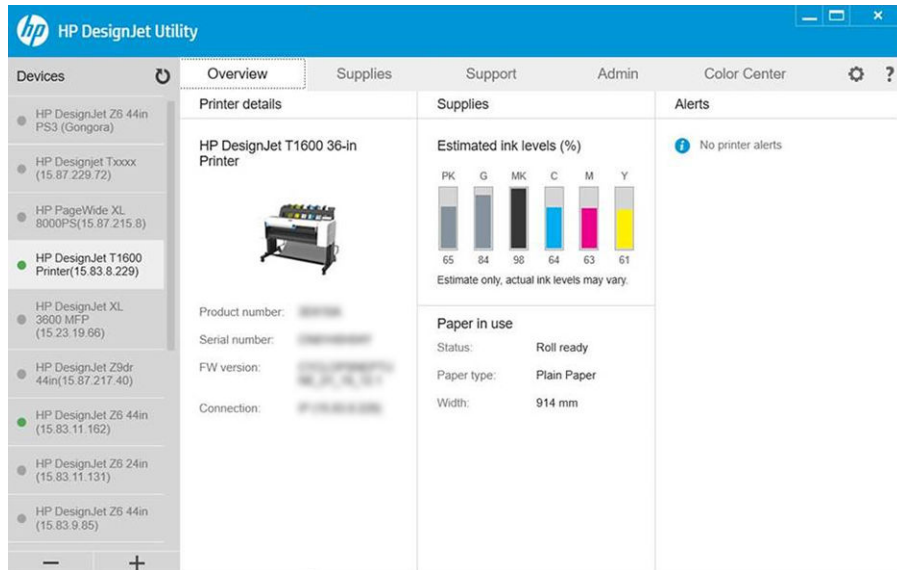 hp HP DesignJet Utility
Devices
HP DesignJet Z6 44in
PS3 (Gongora)
HP Designjet Txxxx
(15.87.229.72)
HP PageWide XL
8000PS(15.87.215.8)
HP DesignJet T1600
Printer(15.83.8.229)
HP DesignJet XL
3600 MFP
(15.23.19.66)
HP DesignJet Z9dr
44in(15.87.217.40)
HP DesignJet Z6 44in
(15.83.11.162)
HP DesignJet Z6 24in
(15.83.11.131)
HP DesignJet Z6 44in
(15.83.9.85)
Overview Supplies Support Admin Color Center ?
Printer details
HP DesignJet T1600 36-in
Printer
Product number:
Serial number:
FW version:
Connection:
Supplies
Estimated ink levels (%)
PK G MK C M Y
65 84 98 64 63 61
Estimate only, actual ink levels may vary.
Paper in use
Status: Roll ready
Paper type: Plain Paper
Width: 914 mm
Alerts
No printer alerts